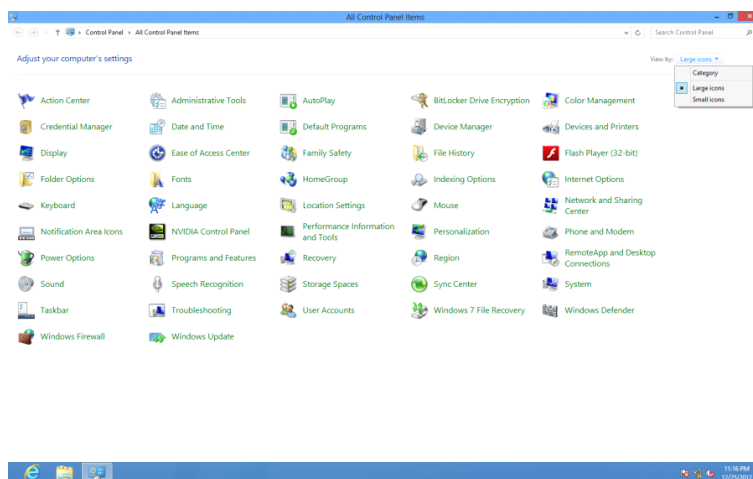 All Control Panel Items
Control Panel All Control Panel Items
Search Control Panel
Adjust your computer's settings
View by: Large icons
Category
Large icons
Small icons
Action Center
Administrative Tools
AutoPlay
BitLocker Drive Encryption
Color Management
Credential Manager
Date and Time
Default Programs
Device Manager
Devices and Printers
Display
Ease of Access Center
Family Safety
File History
Flash Player (32-bit)
Folder Options
Fonts
HomeGroup
Indexing Options
Internet Options
Keyboard
Language
Location Settings
Mouse
Network and Sharing
Center
Notification Area Icons
NVIDIA Control Panel
Performance Information
and Tools
Personalization
Phone and Modem
Power Options
Programs and Features
Recovery
Region
RemoteApp and Desktop
Connections
Sound
Speech Recognition
Storage Spaces
Sync Center
System
Taskbar
Troubleshooting
User Accounts
Windows 7 File Recovery
Windows Defender
Windows Firewall
Windows Update
11:16 PM
12/25/2012